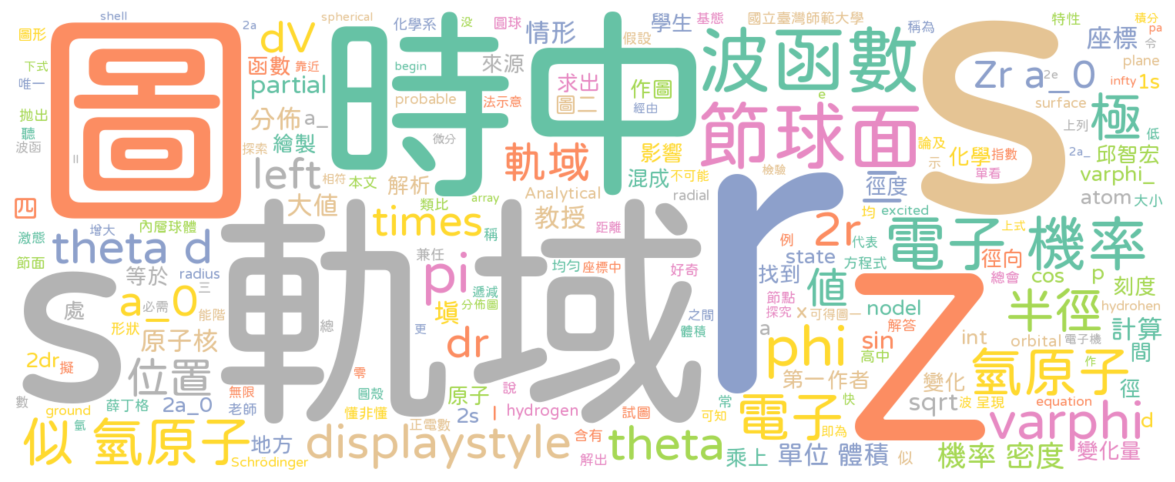 圖形 shell 2a spherical 化學系 沒 圓球 基態 國立臺灣師範大學 稱為 特性 積分
下式 圖 時 中 dV 情形 學生 假設 波函數 s 座標 pa 令
唯一 靠近 函數 來源 求出 作圖 Zr a_0 2e plane
拋出 partial begin probable 法示意 圖二 經由 e infty 1s
聽 分佈 a_ 微分 節球面 surface 上列 極 低
波函 繪製 軌域 影響 論及 示 化學 指數 2a_ 邱智宏
II left 探索 相符 本文 解析 Analytical 混成 不可能 檢驗 徑度 單看 varphi_
四 大值 類比 array 教授 radial r 均 excited atom 大小
激態 增大 內層球體 軌域 times 稱 距離 例 2r 代表 電子 機率 上式
節面 theta d 等於 radius 三 兼任 pi 均勻 座標中 好奇 state 方程式 徑向 總會 cos p 刻度
處 a_0 必需 能階 遞減 分佈圖 之間 找到 值 節點 x 可得圖一 nodel z 半徑 hydrohen
s 形狀 原子核 總 更 體積 a 探究 解答 sin int orbital 電子機 計算
2dr 擬 位置 零 dr 塡 phi 高中 間
數 無限 圓殼 原子 說 試圖 第一作者 變化 氫原子 作 徑
ground 薛丁格 2a_0 老師 懂非懂 2s l hydrogen 可知 常 電子 快 sqrt 波 呈現 equation
氫 似 氫原子 地方 正電數 含有 即為 varphi d
Schrodinger displaystyle 解出 theta 乘上 單位 體積 似 機率 密度 變化量